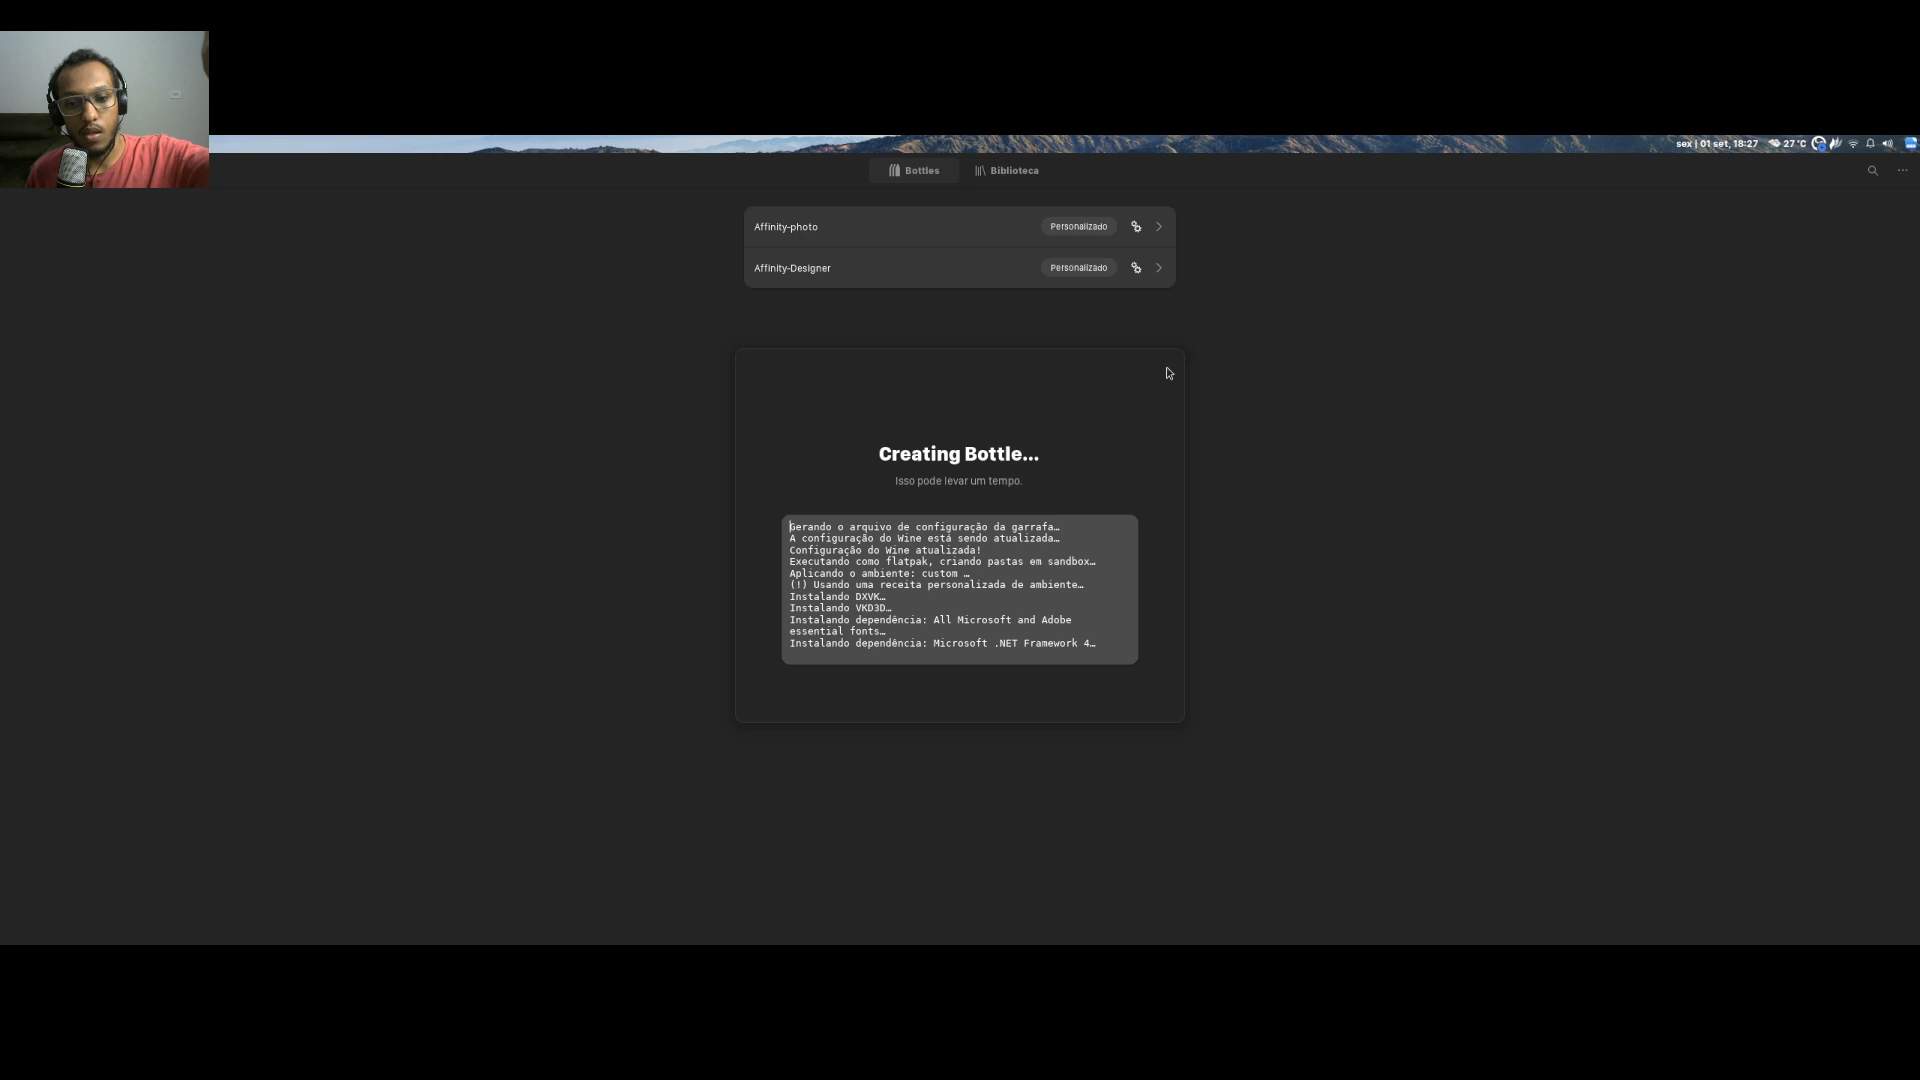 sex | 01 set, 18:27
27 °C
Bottles
Biblioteca
Affinity-photo
Personalizado
Affinity-Designer
Personalizado
Creating Bottle...
Isso pode levar um tempo.
Gerando o arquivo de configuração da garrafa…
A configuração do Wine está sendo atualizada…
Configuração do Wine atualizada!
Executando como flatpak, criando pastas em sandbox…
Aplicando o ambiente: custom …
(!) Usando uma receita personalizada de ambiente…
Instalando DXVK…
Instalando VKD3D…
Instalando dependência: All Microsoft and Adobe
essential fonts…
Instalando dependência: Microsoft .NET Framework 4…